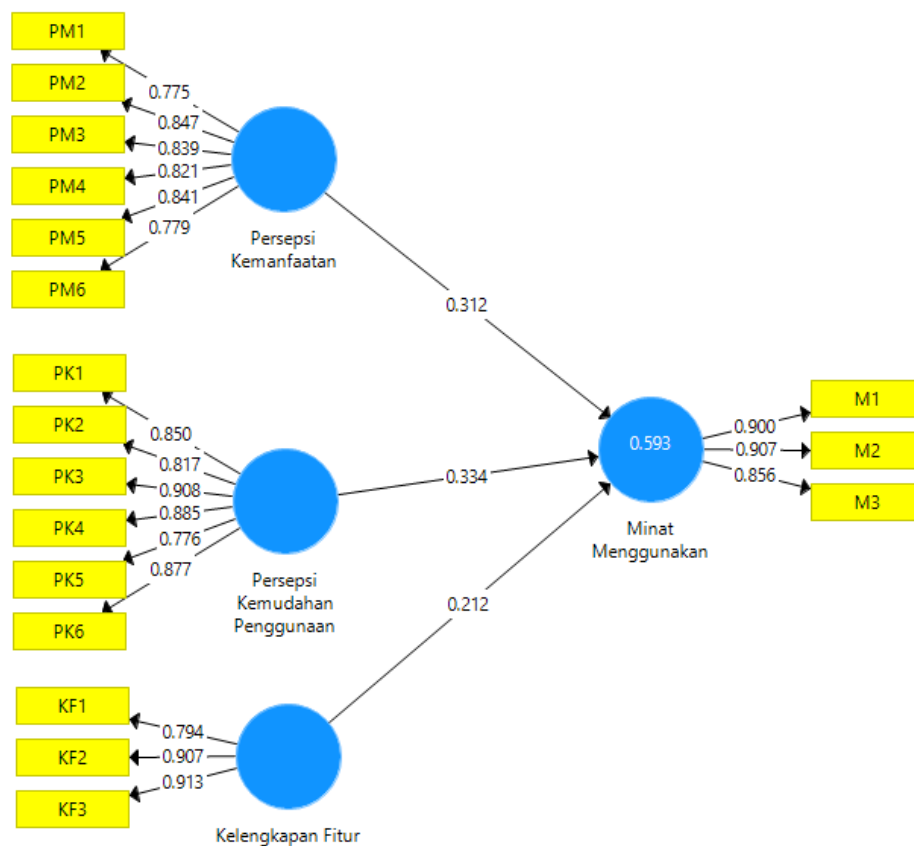 PM1
PM2
PM3
PM4
PM5
PM6
0.775
0.847
0.839
0.821
0.841
0.779
Persepsi
Kemanfaatan
0.312
PK1
PK2
PK3
PK4
PK5
PK6
0.850
0.817
0.908
0.885
0.776
0.877
Persepsi
Kemudahan
Penggunaan
0.334
KF1
KF2
KF3
0.794
0.907
0.913
Kelengkapan Fitur
0.212
0.593
Minat
Menggunakan
0.900
0.907
0.856
M1
M2
M3